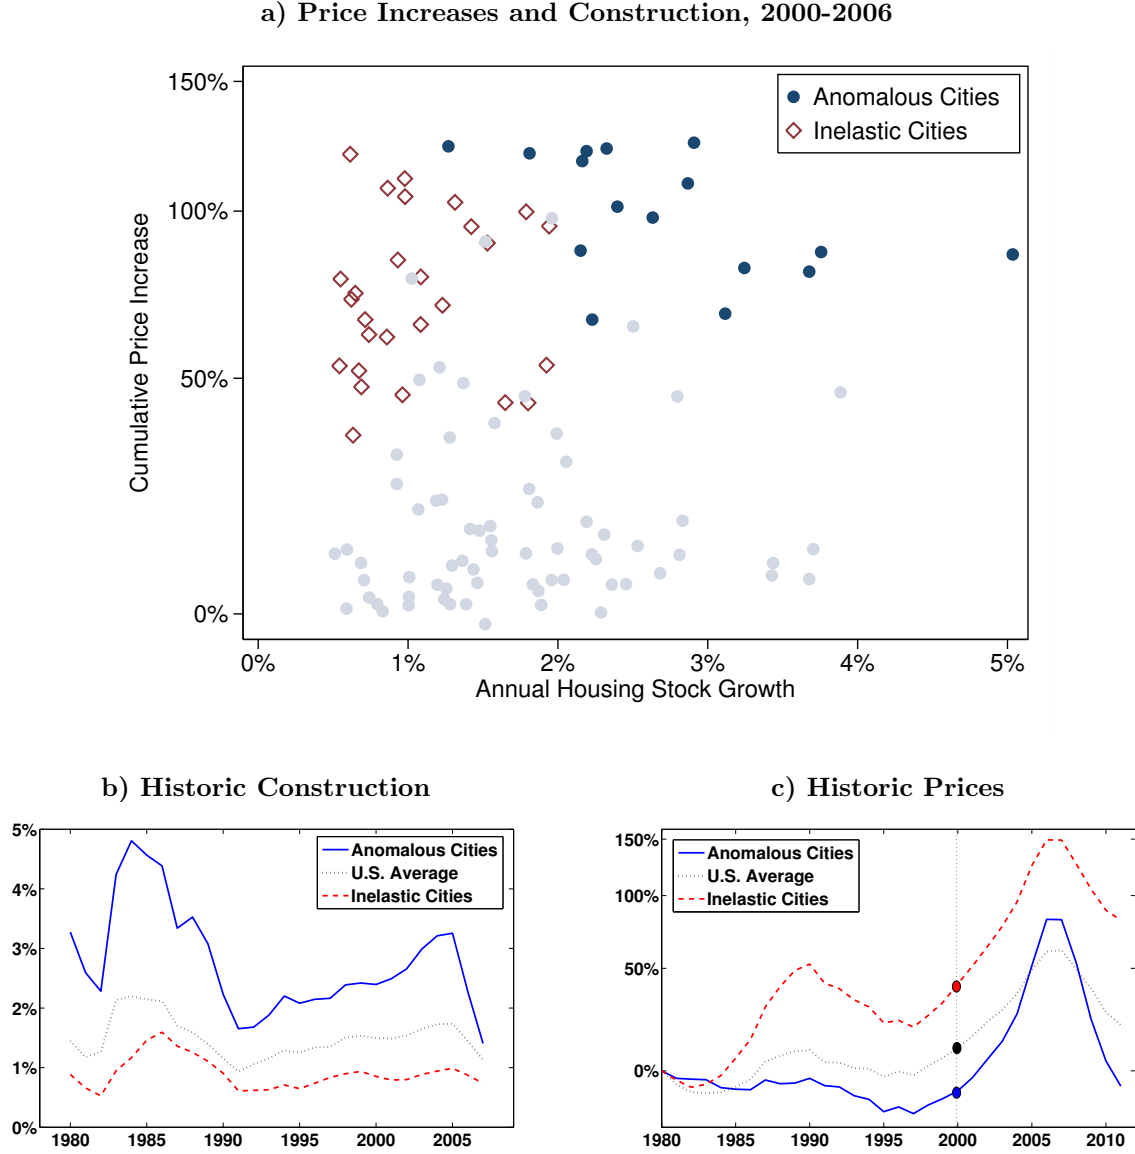 a) Price Increases and Construction, 2000-2006
150%
100%
50%
0%
Cumulative Price Increase
Anomalous Cities
Inelastic Cities
0% 1% 2% 3% 4% 5%
Annual Housing Stock Growth
b) Historic Construction
5%
4%
3%
2%
1%
0%
Anomalous Cities
U.S. Average
Inelastic Cities
1980 1985 1990 1995 2000 2005
c) Historic Prices
150%
100%
50%
0%
Anomalous Cities
U.S. Average
Inelastic Cities
1980 1985 1990 1995 2000 2005 2010